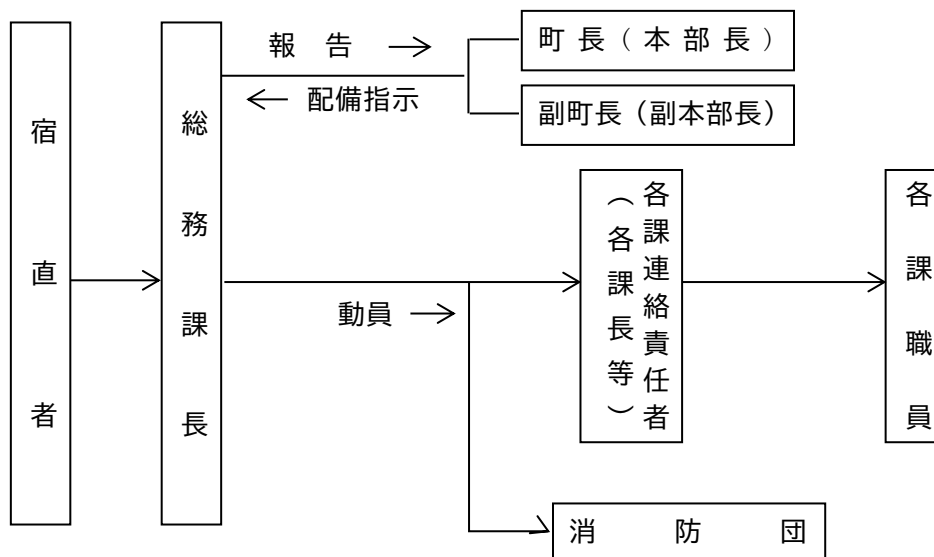 宿直者
総務課長
報 告 →
← 配備指示
町長(本部長)
副町長(副本部長)
動員 →
各課連絡責任者
(各課長等)
各課職員
消 防 団